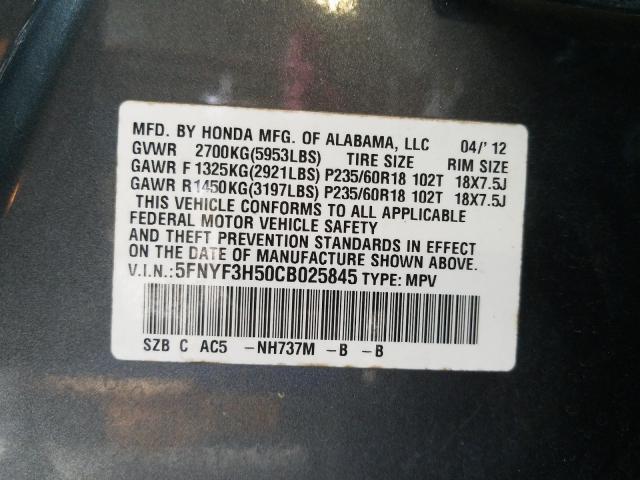 MFD. BY HONDA MFG. OF ALABAMA, LLC 04/' 12
GVWR 2700KG(5953LBS) TIRE SIZE RIM SIZE
GAWR F 1325KG(2921LBS) P235/60R18 102T 18X7.5J
GAWR R1450KG(3197LBS) P235/60R18 102T 18X7.5J
THIS VEHICLE CONFORMS TO ALL APPLICABLE
FEDERAL MOTOR VEHICLE SAFETY
AND THEFT PREVENTION STANDARDS IN EFFECT
ON THE DATE OF MANUFACTURE SHOWN ABOVE.
V.I.N.: 5FNYF3H50CB025845 TYPE: MPV
SZB C AC5 -NH737M -B -B